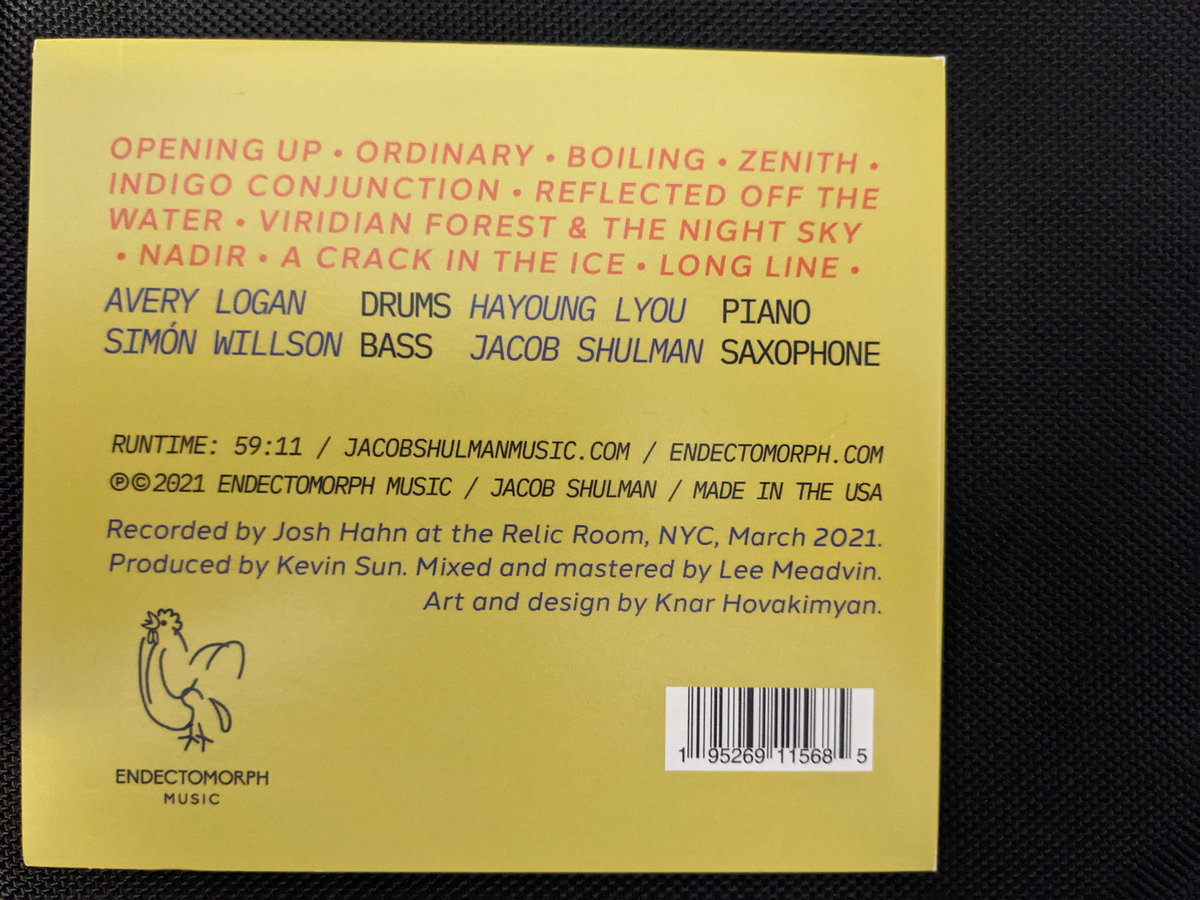 OPENING UP • ORDINARY • BOILING • ZENITH •
INDIGO CONJUNCTION • REFLECTED OFF THE
WATER • VIRIDIAN FOREST & THE NIGHT SKY
• NADIR • A CRACK IN THE ICE • LONG LINE •
AVERY LOGAN DRUMS HAYOUNG LYOU PIANO
SIMÓN WILLSON BASS JACOB SHULMAN SAXOPHONE
RUNTIME: 59:11 / JACOBSHULMANMUSIC.COM / ENDECTOMORPH.COM
℗©2021 ENDECTOMORPH MUSIC / JACOB SHULMAN / MADE IN THE USA
Recorded by Josh Hahn at the Relic Room, NYC, March 2021.
Produced by Kevin Sun. Mixed and mastered by Lee Meadvin.
Art and design by Knar Hovakimyan.
ENDECTOMORPH
MUSIC
1 95269 11568 5